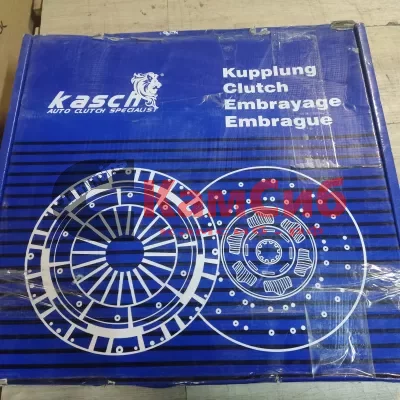 kasch
AUTO CLUTCH SPECIALIST
Kupplung
Clutch
Embrayage
Embrague
КамСиб